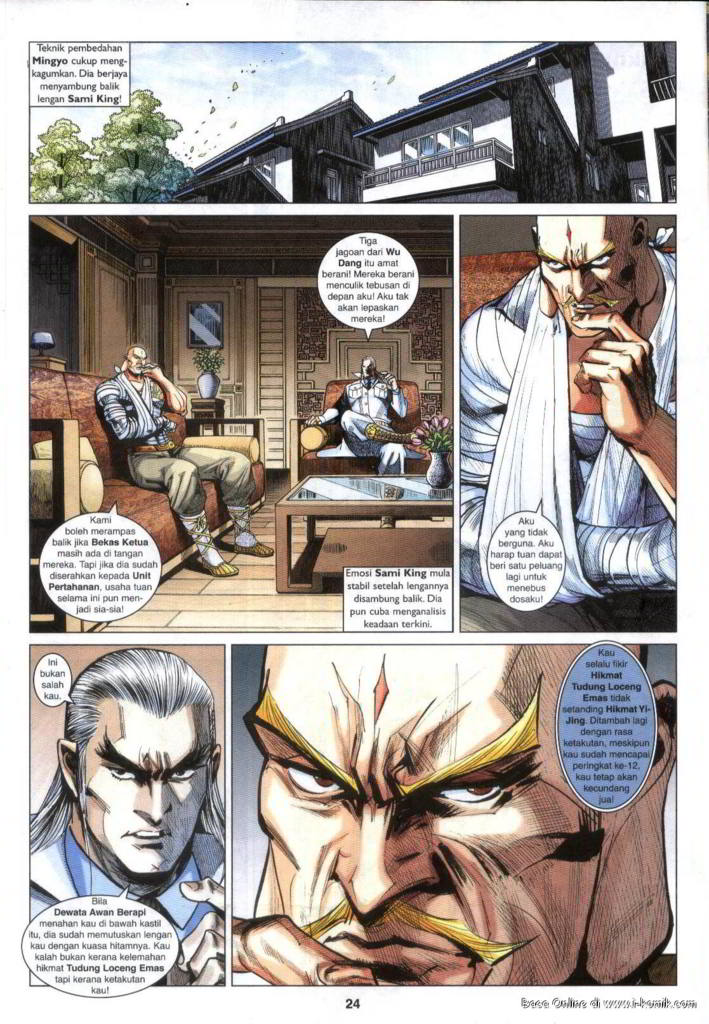 Teknik pembedahan
Mingyo cukup meng-
kagumkan. Dia berjaya
menyambung balik
lengan Sami King!
Tiga
jagoan dari Wu
Dang itu amat
berani! Mereka berani
menculik tebusan di
depan aku! Aku tak
akan lepaskan
mereka!
Kami
boleh merampas
balik jika Bekas Ketua
masih ada di tangan
mereka. Tapi jika dia sudah
diserahkan kepada Unit
Pertahanan, usaha tuan
selama ini pun men-
jadi sia-sia!
Emosi Sami King mula
stabil setelah lengannya
disambung balik. Dia
pun cuba menganalisis
keadaan terkini.
Aku
yang tidak
berguna. Aku
harap tuan dapat
beri satu peluang
lagi untuk
menebus
dosaku!
Ini
bukan
salah
kau.
Bila
Dewata Awan Berapi
menahan kau di bawah kastil
itu, dia sudah memutuskan lengan
kau dengan kuasa hitamnya. Kau
kalah bukan kerana kelemahan
hikmat Tudung Loceng Emas
tapi kerana ketakutan
kau!
Kau
selalu fikir
Hikmat
Tudung Loceng
Emas tidak
setanding Hikmat Yi-
Jing. Ditambah lagi
dengan rasa
ketakutan, meskipun
kau sudah mencapai
peringkat ke-12,
kau tetap akan
kecundang
jua!
24
Baca Online di www.i-komik.com